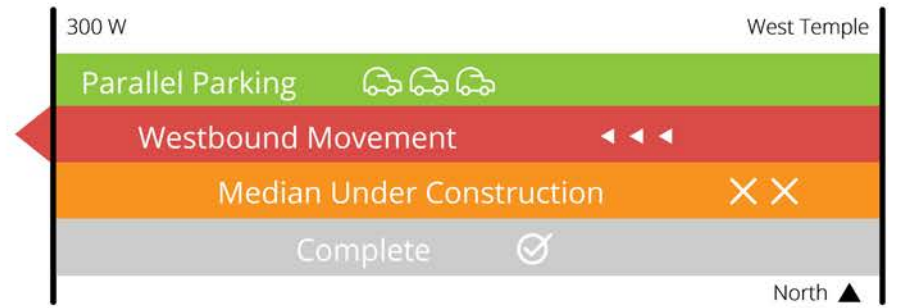 300 W
West Temple
Parallel Parking
Westbound Movement
Median Under Construction
Complete
North